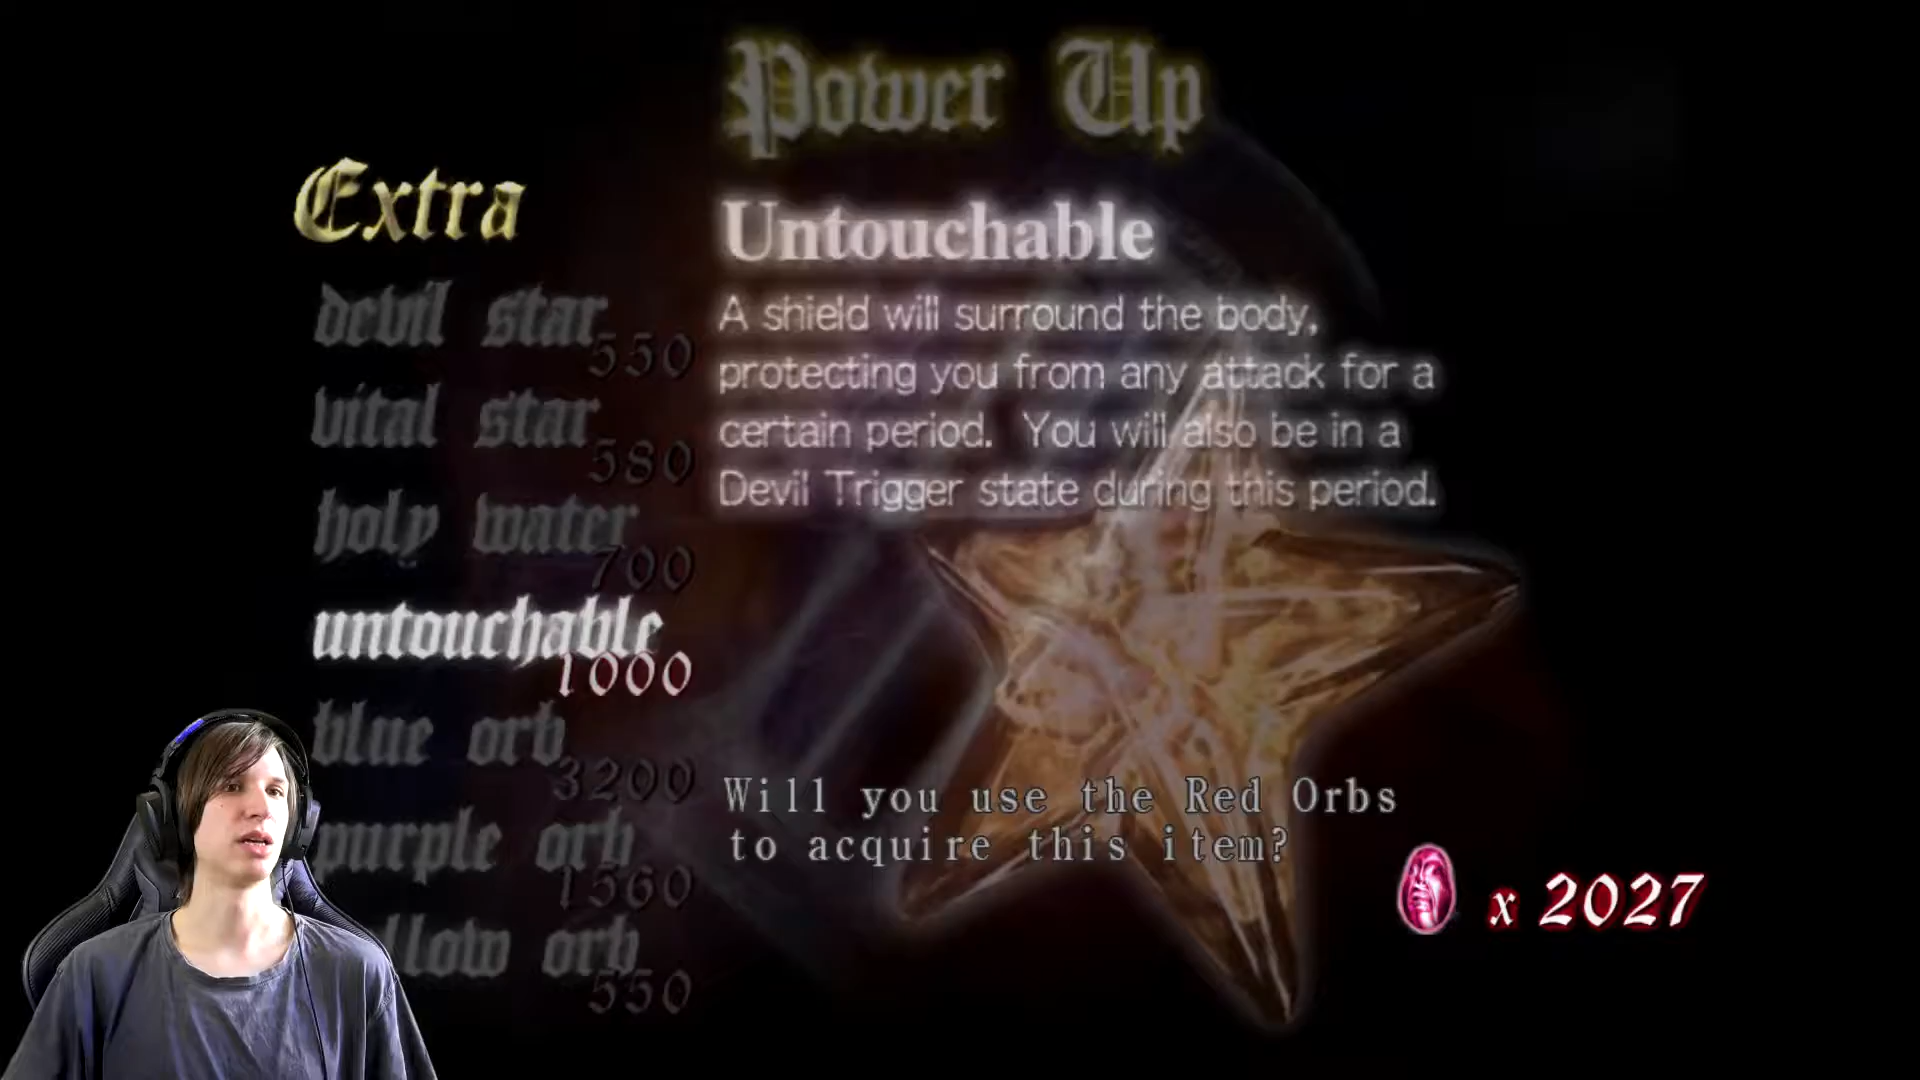 Power Up
Extra
Untouchable
A shield will surround the body,
protecting you from any attack for a
certain period. You will also be in a
Devil Trigger state during this period.
devil star
550
vital star
580
holy water
700
untouchable
1000
blue orb
3200
purple orb
1560
llow orb
550
Will you use the Red Orbs
to acquire this item?
x 2027